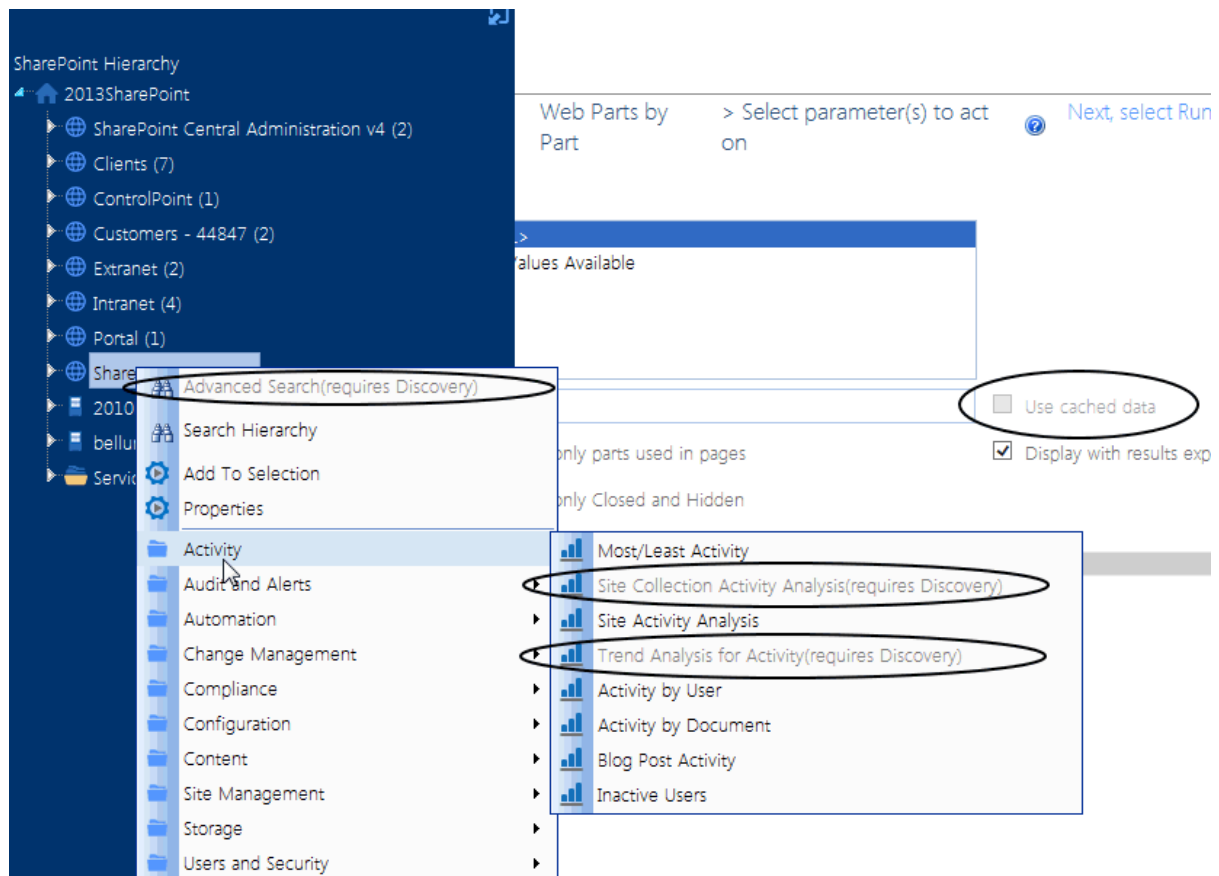 SharePoint Hierarchy
2013SharePoint
SharePoint Central Administration v4 (2)
Clients (7)
ControlPoint (1)
Customers - 44847 (2)
Extranet (2)
Intranet (4)
Portal (1)
Share
2010
Servic
Advanced Search(requires Discovery)
Search Hierarchy
Add To Selection
Properties
Activity
Audit and Alerts
Automation
Change Management
Compliance
Configuration
Content
Site Management
Storage
Users and Security
Most/Least Activity
Site Collection Activity Analysis(requires Discovery)
Site Activity Analysis
Trend Analysis for Activity(requires Discovery)
Activity by User
Activity by Document
Blog Post Activity
Inactive Users
Web Parts by
Part
> Select parameter(s) to act
on
Next, select Run
Values Available
Use cached data
only parts used in pages
Display with results exp
only Closed and Hidden